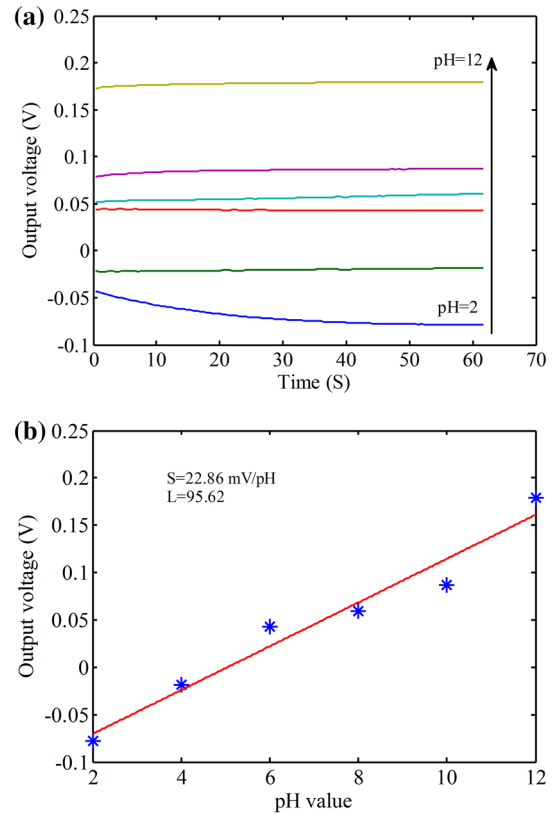 (a)
0.25
0.2
0.15
0.1
0.05
0
-0.05
-0.1
Output voltage (V)
pH=12
pH=2
0 10 20 30 40 50 60 70
Time (S)
(b)
0.25
0.2
0.15
0.1
0.05
0
-0.05
-0.1
Output voltage (V)
S=22.86 mV/pH
L=95.62
2 4 6 8 10 12
pH value